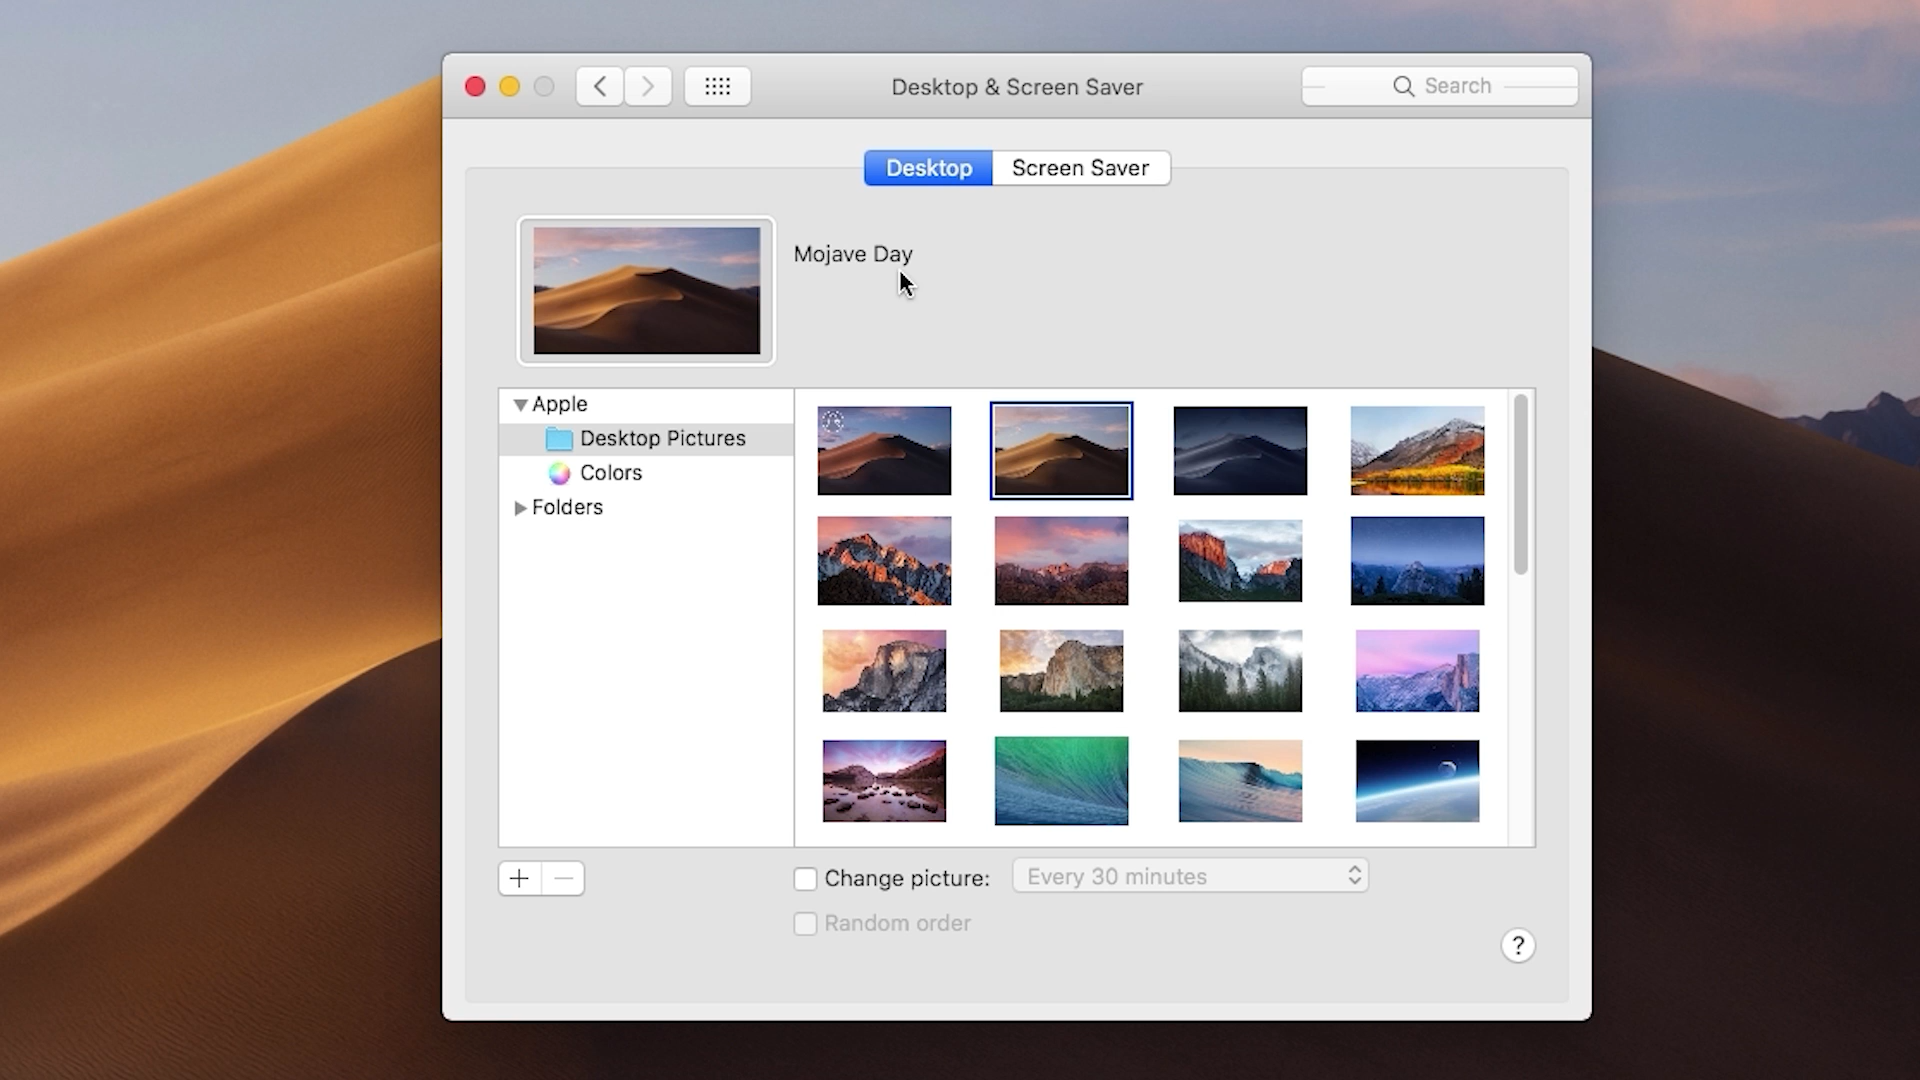 Desktop & Screen Saver
Search
Desktop
Screen Saver
Mojave Day
Apple
Desktop Pictures
Colors
Folders
Change picture:
Every 30 minutes
Random order
?